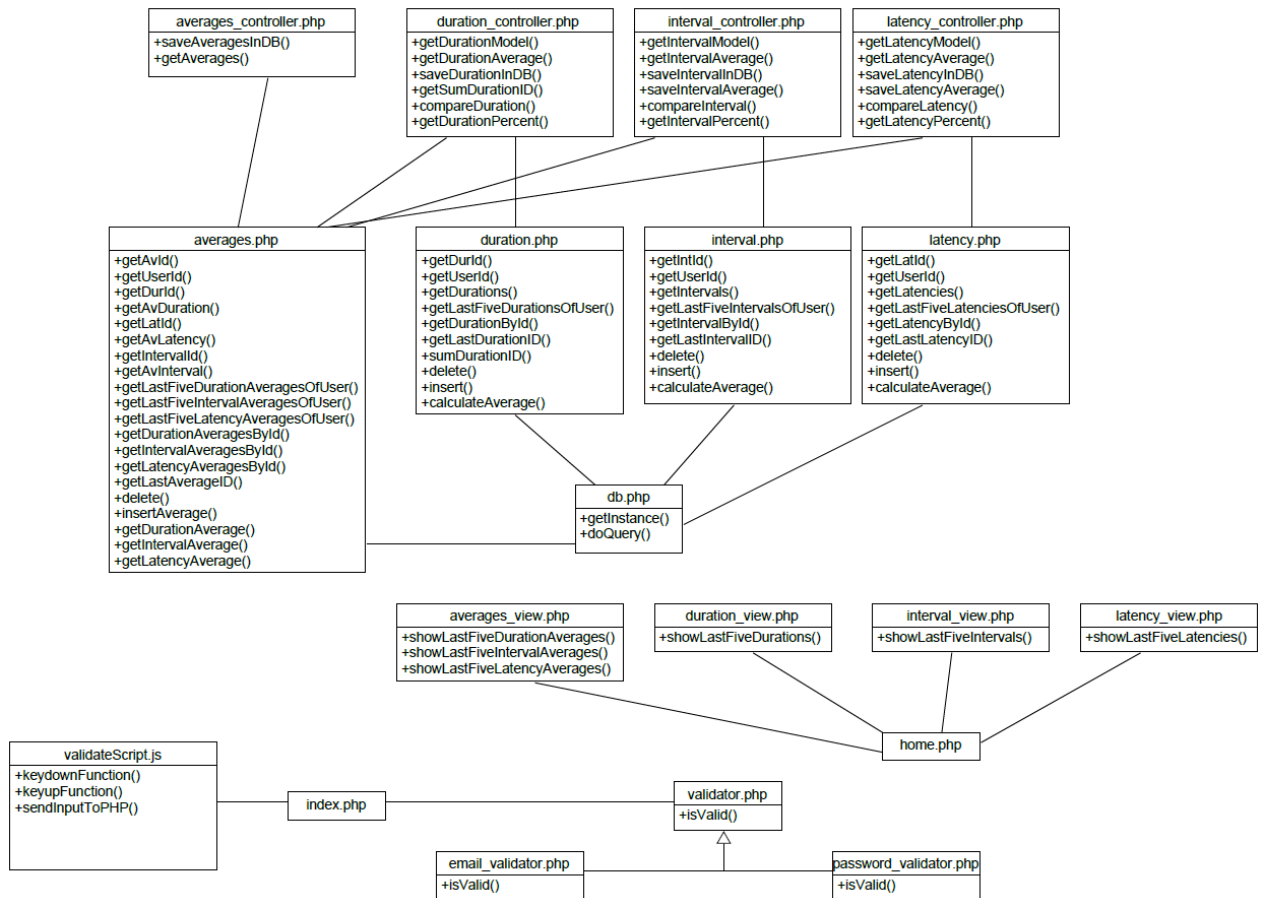 averages_controller.php
+saveAveragesInDB()
+getAverages()
duration_controller.php
+getDurationModel()
+getDurationAverage()
+saveDurationInDB()
+getSumDurationID()
+compareDuration()
+getDurationPercent()
interval_controller.php
+getIntervalModel()
+getIntervalAverage()
+saveIntervalInDB()
+saveIntervalAverage()
+compareInterval()
+getIntervalPercent()
latency_controller.php
+getLatencyModel()
+getLatencyAverage()
+saveLatencyInDB()
+saveLatencyAverage()
+compareLatency()
+getLatencyPercent()
averages.php
+getAvId()
+getUserId()
+getDurId()
+getAvDuration()
+getLatId()
+getAvLatency()
+getIntervalId()
+getAvInterval()
+getLastFiveDurationAveragesOfUser()
+getLastFiveIntervalAveragesOfUser()
+getLastFiveLatencyAveragesOfUser()
+getDurationAveragesById()
+getIntervalAveragesById()
+getLatencyAveragesById()
+getLastAverageID()
+delete()
+insertAverage()
+getDurationAverage()
+getIntervalAverage()
+getLatencyAverage()
duration.php
+getDurId()
+getUserId()
+getDurations()
+getLastFiveDurationsOfUser()
+getDurationById()
+getLastDurationID()
+sumDurationID()
+delete()
+insert()
+calculateAverage()
interval.php
+getIntId()
+getUserId()
+getIntervals()
+getLastFiveIntervalsOfUser()
+getIntervalById()
+getLastIntervalID()
+delete()
+insert()
+calculateAverage()
latency.php
+getLatId()
+getUserId()
+getLatencies()
+getLastFiveLatenciesOfUser()
+getLatencyById()
+getLastLatencyID()
+delete()
+insert()
+calculateAverage()
db.php
+getInstance()
+doQuery()
averages_view.php
+showLastFiveDurationAverages()
+showLastFiveIntervalAverages()
+showLastFiveLatencyAverages()
duration_view.php
+showLastFiveDurations()
interval_view.php
+showLastFiveIntervals()
latency_view.php
+showLastFiveLatencies()
home.php
validateScript.js
+keydownFunction()
+keyupFunction()
+sendInputToPHP()
index.php
validator.php
+isValid()
email_validator.php
+isValid()
password_validator.php
+isValid()